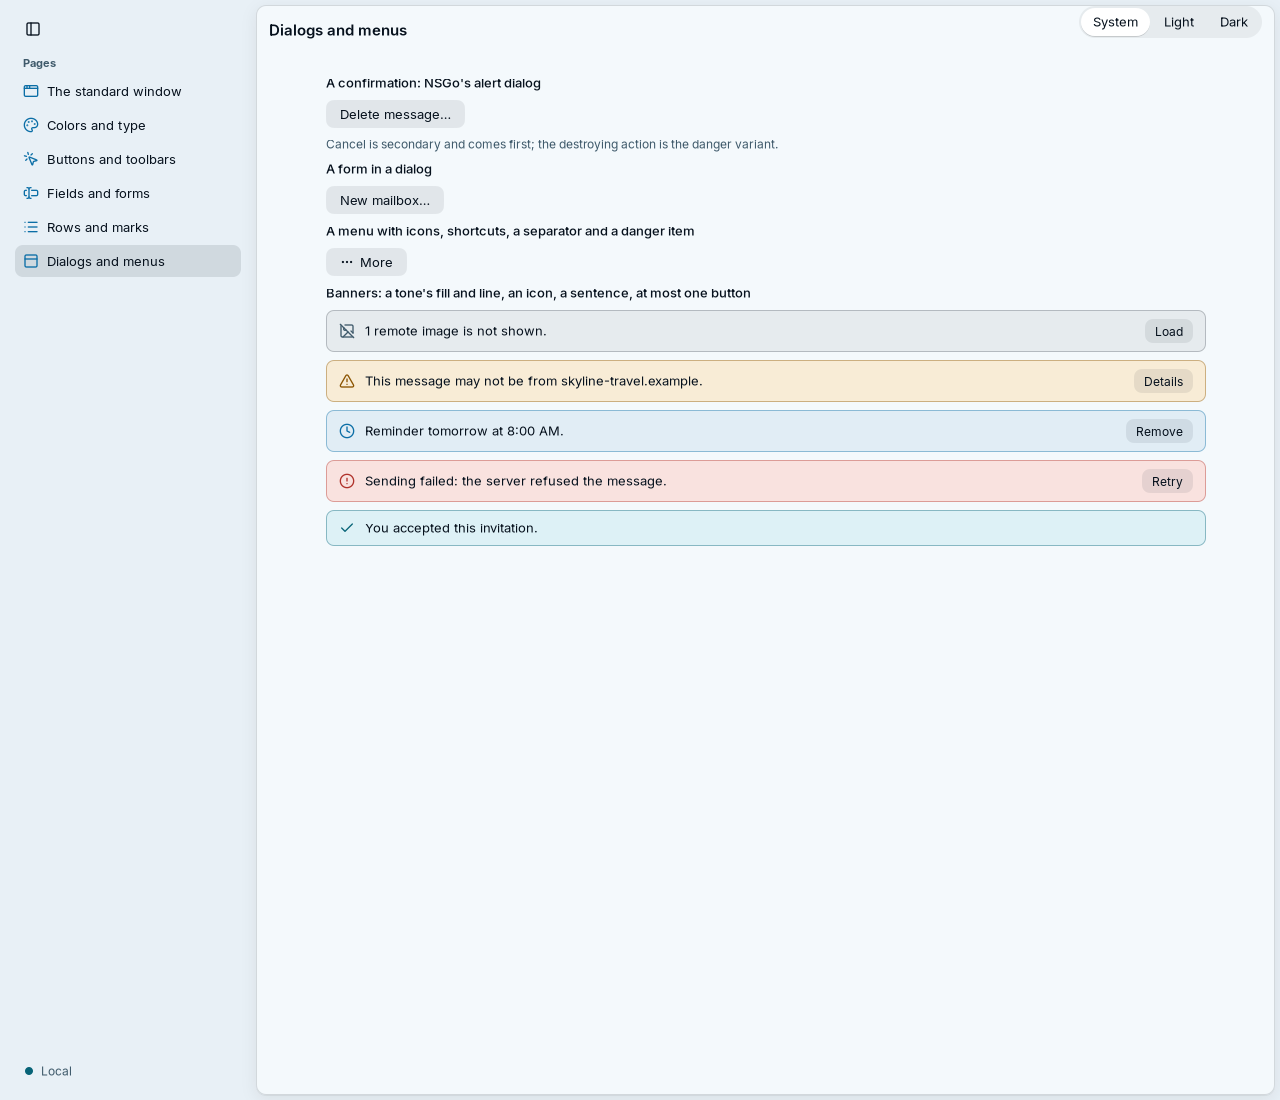 Dialogs and menus
System
Light
Dark
Pages
The standard window
Colors and type
Buttons and toolbars
Fields and forms
Rows and marks
Dialogs and menus
A confirmation: NSGo's alert dialog
Delete message…
Cancel is secondary and comes first; the destroying action is the danger variant.
A form in a dialog
New mailbox…
A menu with icons, shortcuts, a separator and a danger item
More
Banners: a tone's fill and line, an icon, a sentence, at most one button
1 remote image is not shown.
Load
This message may not be from skyline-travel.example.
Details
Reminder tomorrow at 8:00 AM.
Remove
Sending failed: the server refused the message.
Retry
You accepted this invitation.
Local